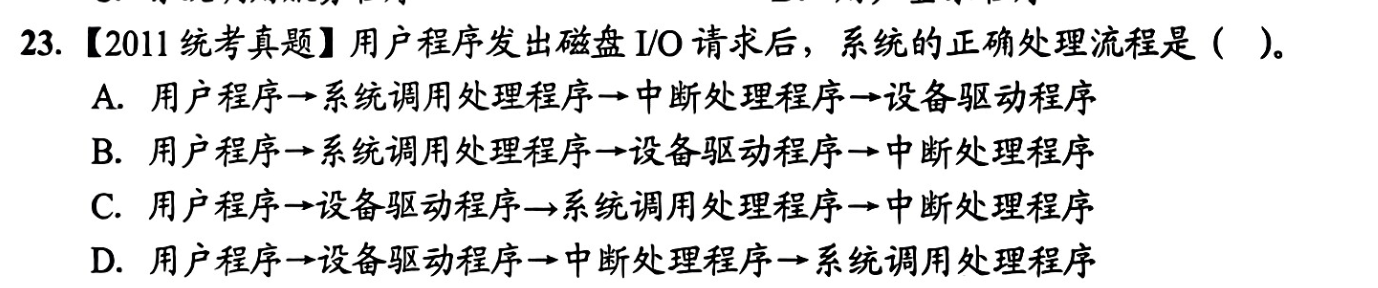 23. 【2011 统考真题】用户程序发出磁盘 I/O 请求后，系统的正确处理流程是（ ）。
A. 用户程序→系统调用处理程序→中断处理程序→设备驱动程序
B. 用户程序→系统调用处理程序→设备驱动程序→中断处理程序
C. 用户程序→设备驱动程序→系统调用处理程序→中断处理程序
D. 用户程序→设备驱动程序→中断处理程序→系统调用处理程序